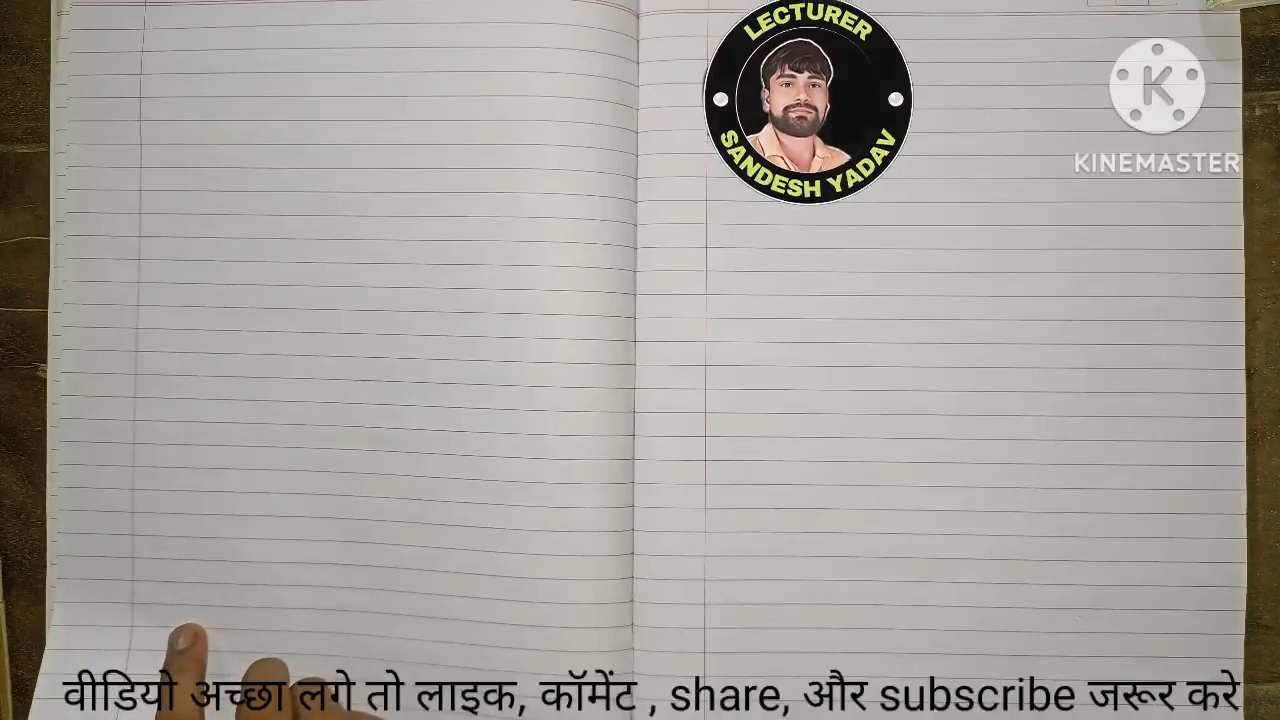 LECTURER
SANDESH YADAV
K
KINEMASTER
वीडियो अच्छा लगे तो लाइक, कॉमेंट , share, और subscribe जरूर करे